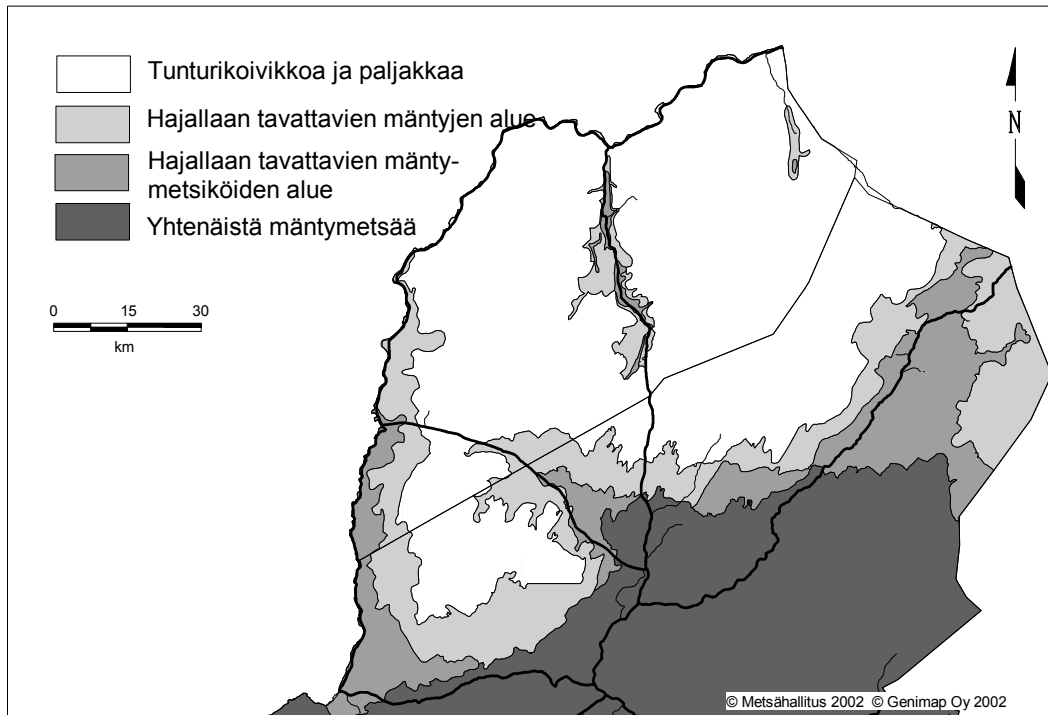 Tunturikoivikkoa ja paljakkaa
Hajallaan tavattavien mäntyjen alue
Hajallaan tavattavien mänty-
metsiköiden alue
Yhtenäistä mäntymetsää
N
0 15 30
km
© Metsähallitus 2002 © Genimap Oy 2002